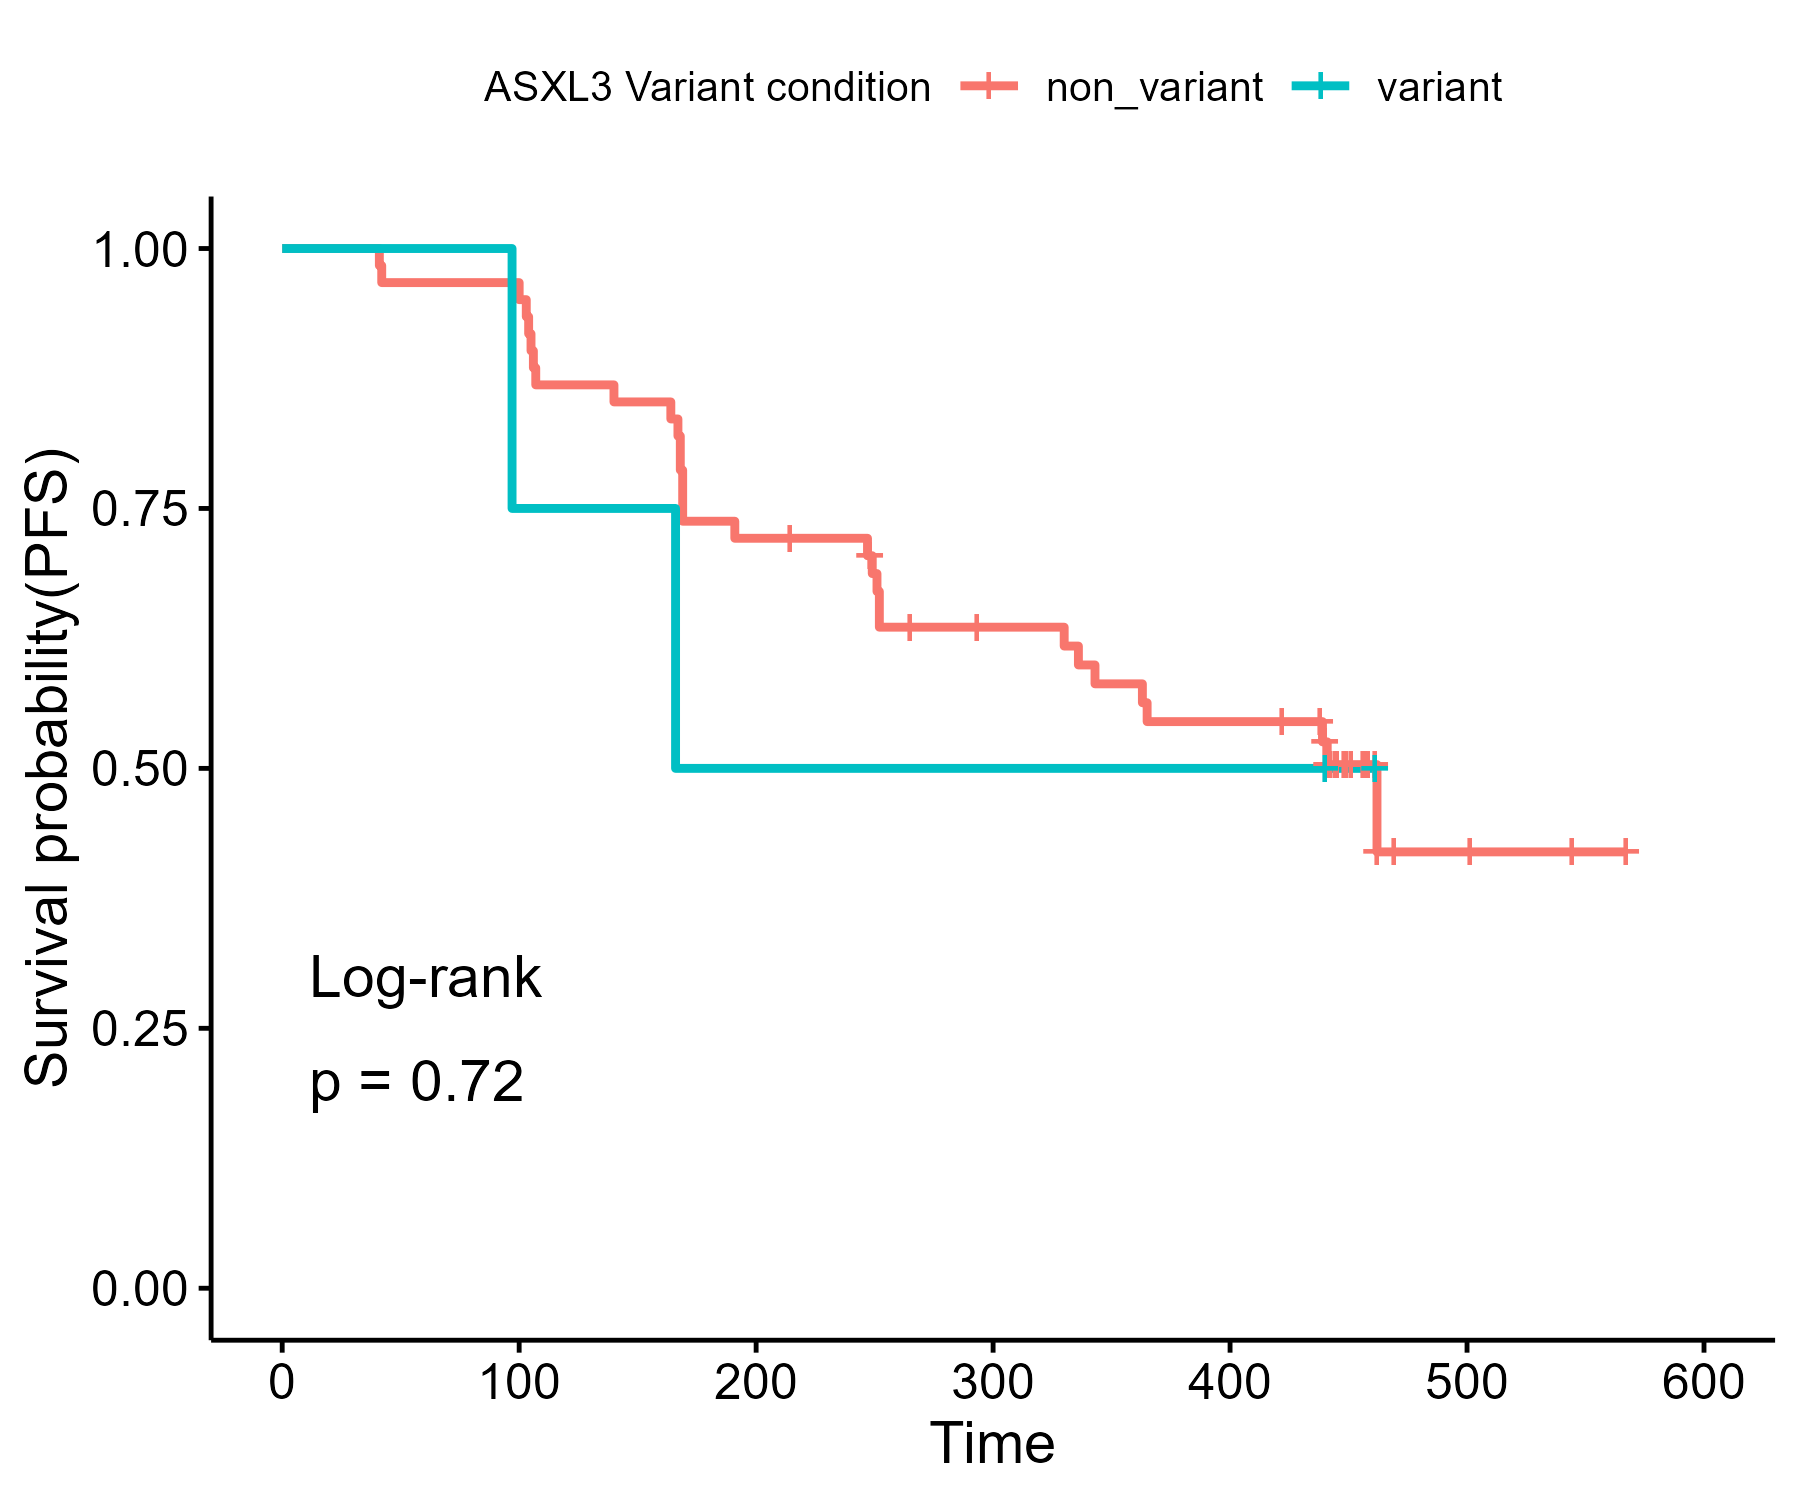 ASXL3 Variant condition non_variant variant
Survival probability(PFS)
1.00
0.75
0.50
0.25
0.00
Log-rank
p = 0.72
0 100 200 300 400 500 600
Time